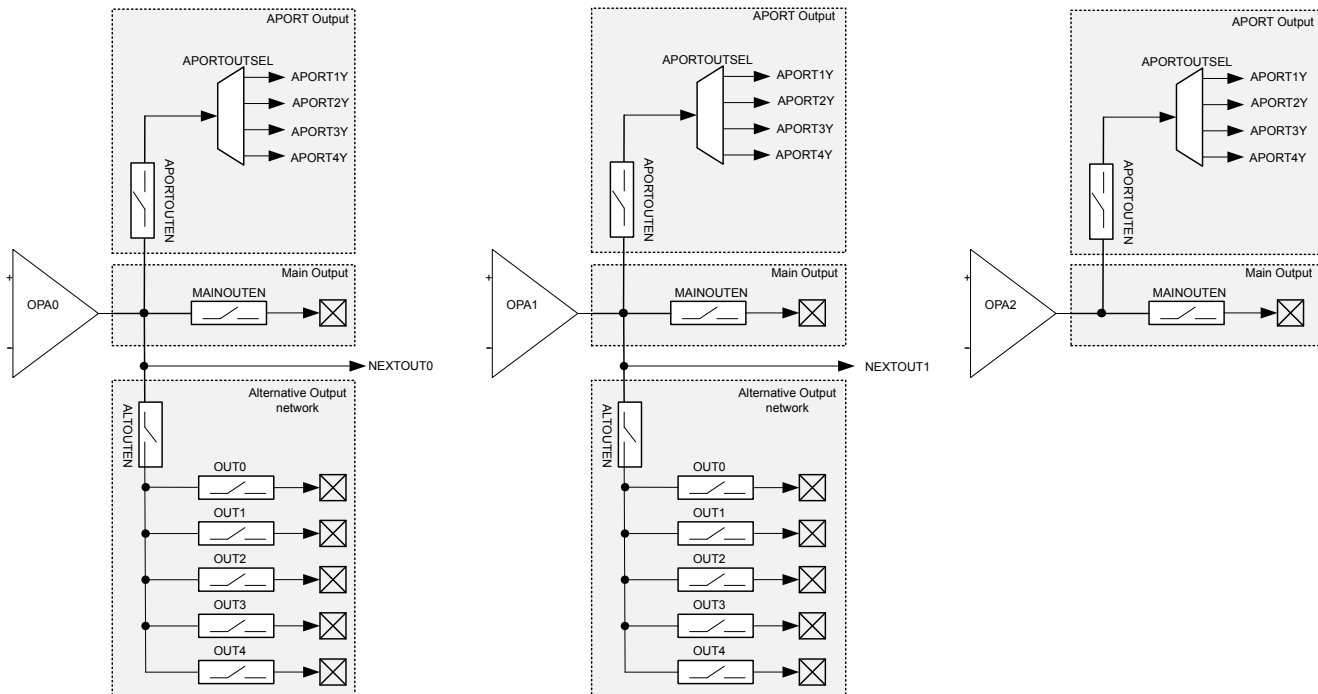 APORT Output
APORTOUTSEL
APORT1Y
APORT2Y
APORT3Y
APORT4Y
APORTOUTEN
Main Output
+
OPA0
MAINOUTEN
–
NEXTOUT0
Alternative Output
network
ALTOUTEN
OUT0
OUT1
OUT2
OUT3
OUT4
APORT Output
APORTOUTSEL
APORT1Y
APORT2Y
APORT3Y
APORT4Y
APORTOUTEN
Main Output
+
OPA1
MAINOUTEN
–
NEXTOUT1
Alternative Output
network
ALTOUTEN
OUT0
OUT1
OUT2
OUT3
OUT4
APORT Output
APORTOUTSEL
APORT1Y
APORT2Y
APORT3Y
APORT4Y
APORTOUTEN
Main Output
+
OPA2
MAINOUTEN
–